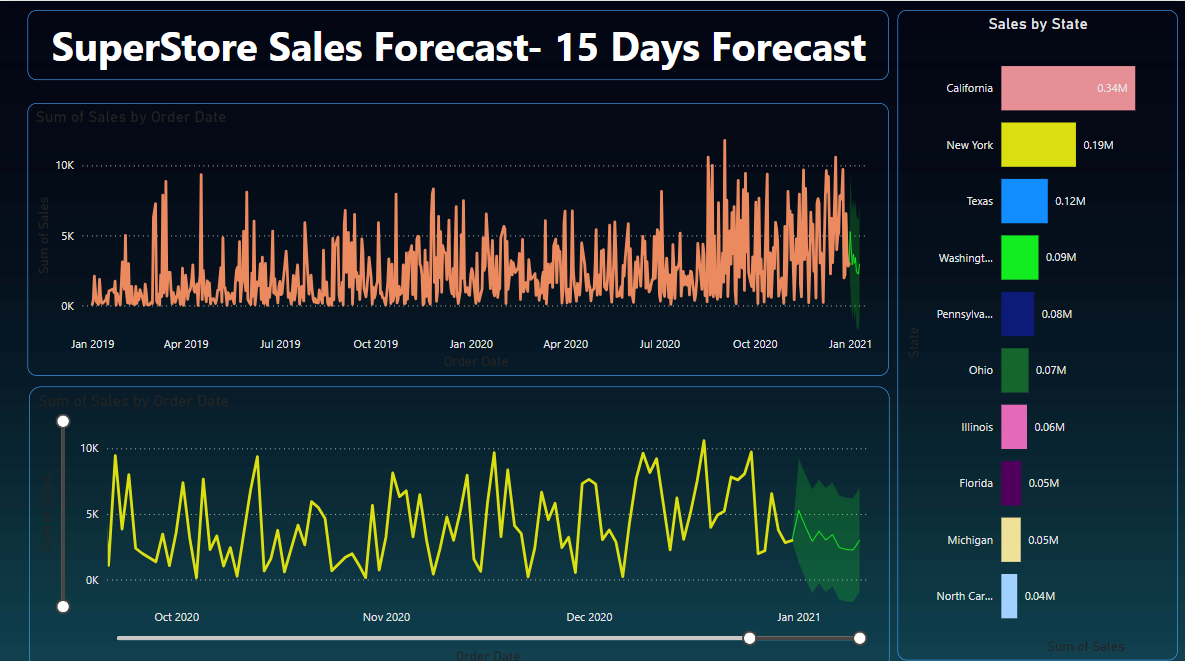 SuperStore Sales Forecast- 15 Days Forecast
Sum of Sales by Order Date
Sum of Sales
10K
5K
0K
Jan 2019 Apr 2019 Jul 2019 Oct 2019 Jan 2020 Apr 2020 Jul 2020 Oct 2020 Jan 2021
Order Date
Sum of Sales by Order Date
10K
5K
0K
Oct 2020 Nov 2020 Dec 2020 Jan 2021
Order Date
Sales by State
State
California 0.34M
New York 0.19M
Texas 0.12M
Washingt... 0.09M
Pennsylva... 0.08M
Ohio 0.07M
Illinois 0.06M
Florida 0.05M
Michigan 0.05M
North Car... 0.04M
Sum of Sales